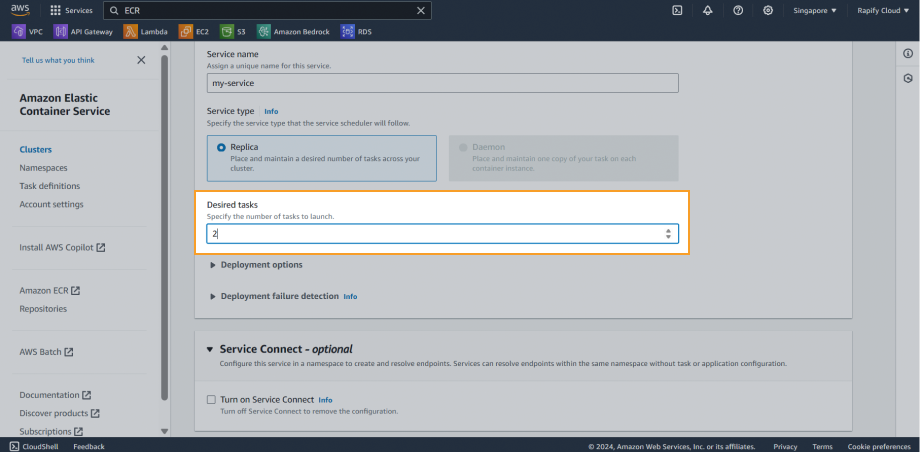 aws
Services
ECR
Singapore
Rapify Cloud
VPC
API Gateway
Lambda
EC2
S3
Amazon Bedrock
RDS
Tell us what you think
Amazon Elastic
Container Service
Clusters
Namespaces
Task definitions
Account settings
Install AWS Copilot
Amazon ECR
Repositories
AWS Batch
Documentation
Discover products
Subscriptions
Service name
Assign a unique name for this service.
my-service
Service type Info
Specify the service type that the service scheduler will follow.
Replica
Place and maintain a desired number of tasks across your
cluster.
Daemon
Place and maintain one copy of your task on each
container instance.
Desired tasks
Specify the number of tasks to launch.
2
Deployment options
Deployment failure detection Info
Service Connect - optional
Configure this service in a namespace to create and resolve endpoints. Services can resolve endpoints within the same namespace without task or application configuration.
Turn on Service Connect Info
Turn off Service Connect to remove the configuration.
CloudShell
Feedback
© 2024, Amazon Web Services, Inc. or its affiliates.
Privacy
Terms
Cookie preferences